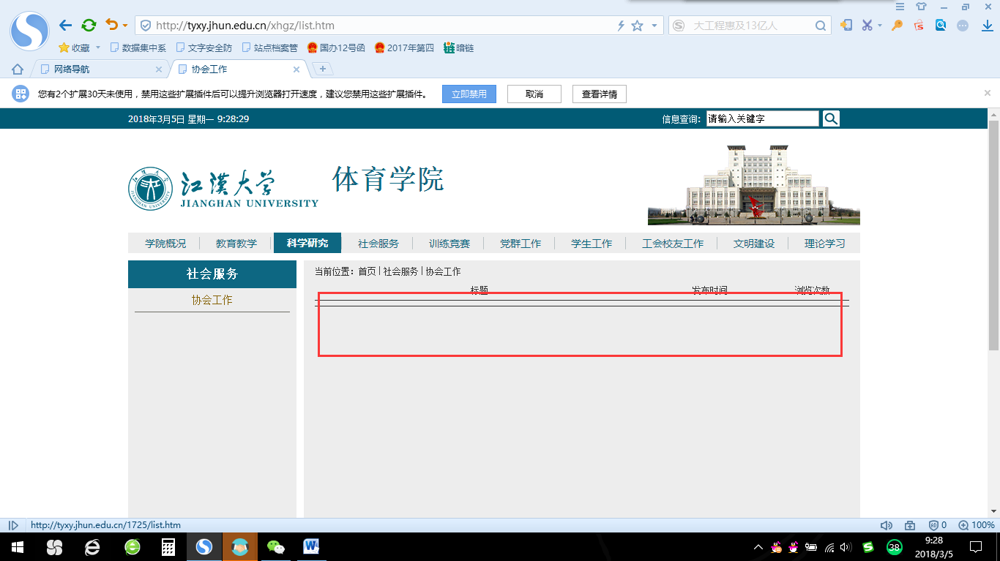 http://tyxy.jhun.edu.cn/xhgz/list.htm
大工程惠及13亿人
收藏 数据集中系 文字安全防 站点档案管 国办12号函 2017年第四 暗链
网络导航 协会工作
您有2个扩展30天未使用，禁用这些扩展插件后可以提升浏览器打开速度，建议您禁用这些扩展插件。 立即禁用 取消 查看详情
2018年3月5日 星期一 9:28:29 信息查询: 请输入关键字
江汉大学 体育学院
JIANGHAN UNIVERSITY
学院概况 教育教学 科学研究 社会服务 训练竞赛 党群工作 学生工作 工会校友工作 文明建设 理论学习
社会服务
协会工作
当前位置: 首页 | 社会服务 | 协会工作
标题 发布时间 浏览次数
http://tyxy.jhun.edu.cn/1725/list.htm 0 100%
38
9:28
2018/3/5